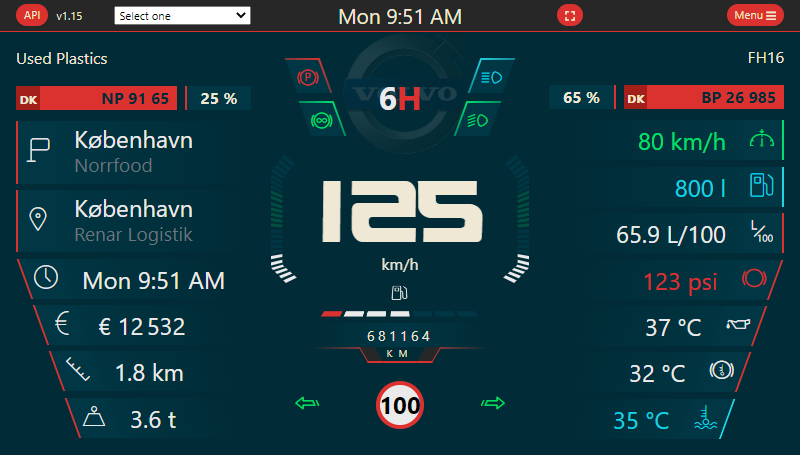 API v1.15 Select one Mon 9:51 AM Menu
Used Plastics FH16
DK NP 91 65 25 % VOLVO 6H 65 % DK BP 26 985
København
Norrfood
København
Renar Logistik
Mon 9:51 AM
€ 12 532
1.8 km
3.6 t
P
125
km/h
681164
KM
100
80 km/h
800 l
65.9 L/100
L/100
123 psi
37 °C
32 °C
35 °C